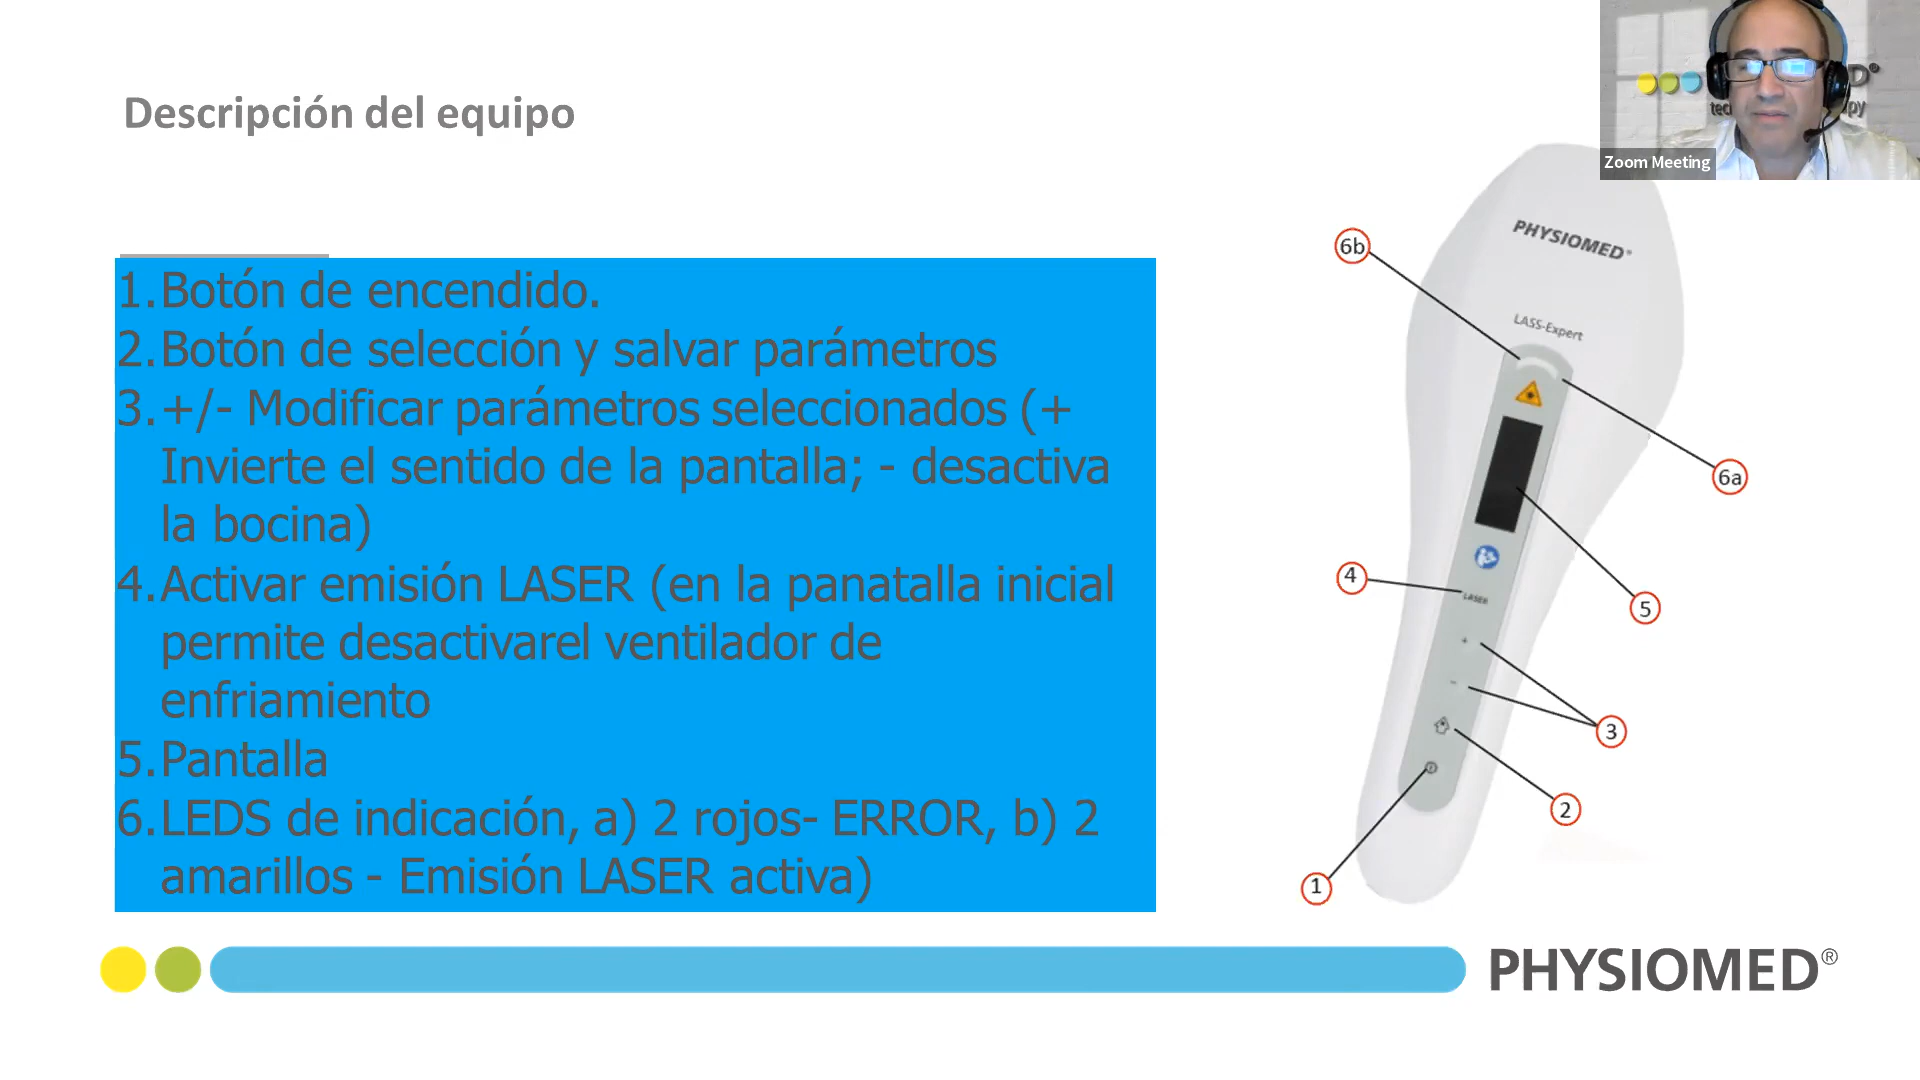 Descripción del equipo
Zoom Meeting
1.Botón de encendido.
2.Botón de selección y salvar parámetros
3.+/- Modificar parámetros seleccionados (+
Invierte el sentido de la pantalla; - desactiva
la bocina)
4.Activar emisión LASER (en la panatalla inicial
permite desactivarel ventilador de
enfriamiento
5.Pantalla
6.LEDS de indicación, a) 2 rojos- ERROR, b) 2
amarillos - Emisión LASER activa)
PHYSIOMED®
LASS-Expert
LASER
+
-
6b
6a
4
5
3
2
1
PHYSIOMED®